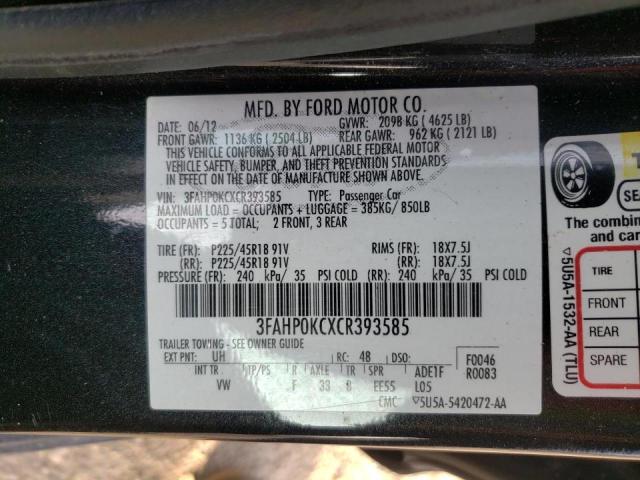 MFD. BY FORD MOTOR CO.
DATE: 06/12 GVWR: 2098 KG ( 4625 LB)
FRONT GAWR: 1136 KG ( 2504 LB) REAR GAWR: 962 KG ( 2121 LB)
THIS VEHICLE CONFORMS TO ALL APPLICABLE FEDERAL MOTOR
VEHICLE SAFETY, BUMPER, AND THEFT PREVENTION STANDARDS
IN EFFECT ON THE DATE OF MANUFACTURE SHOWN ABOVE.
VIN: 3FAHP0KCXCR393585 TYPE: Passenger Car
MAXIMUM LOAD = OCCUPANTS + LUGGAGE = 385KG/ 850LB
OCCUPANTS = 5 TOTAL; 2 FRONT, 3 REAR
TIRE (FR): P225/45R18 91V RIMS (FR): 18X7.5J
(RR): P225/45R18 91V (RR): 18X7.5J
PRESSURE (FR): 240 kPa/ 35 PSI COLD (RR): 240 kPa/ 35 PSI COLD
3FAHP0KCXCR393585
TRAILER TOWING - SEE OWNER GUIDE
EXT PNT: UH RC: 48 DSO: F0046
INT TR TP/PS R AXLE TR SPR ADE1F R0083
VW F 33 8 EE55 L05
CMC ▽5U5A-5420472-AA
SEA
The combine
and car
TIRE
FRONT
REAR
SPARE
▽5U5A-1532-AA (TLU)